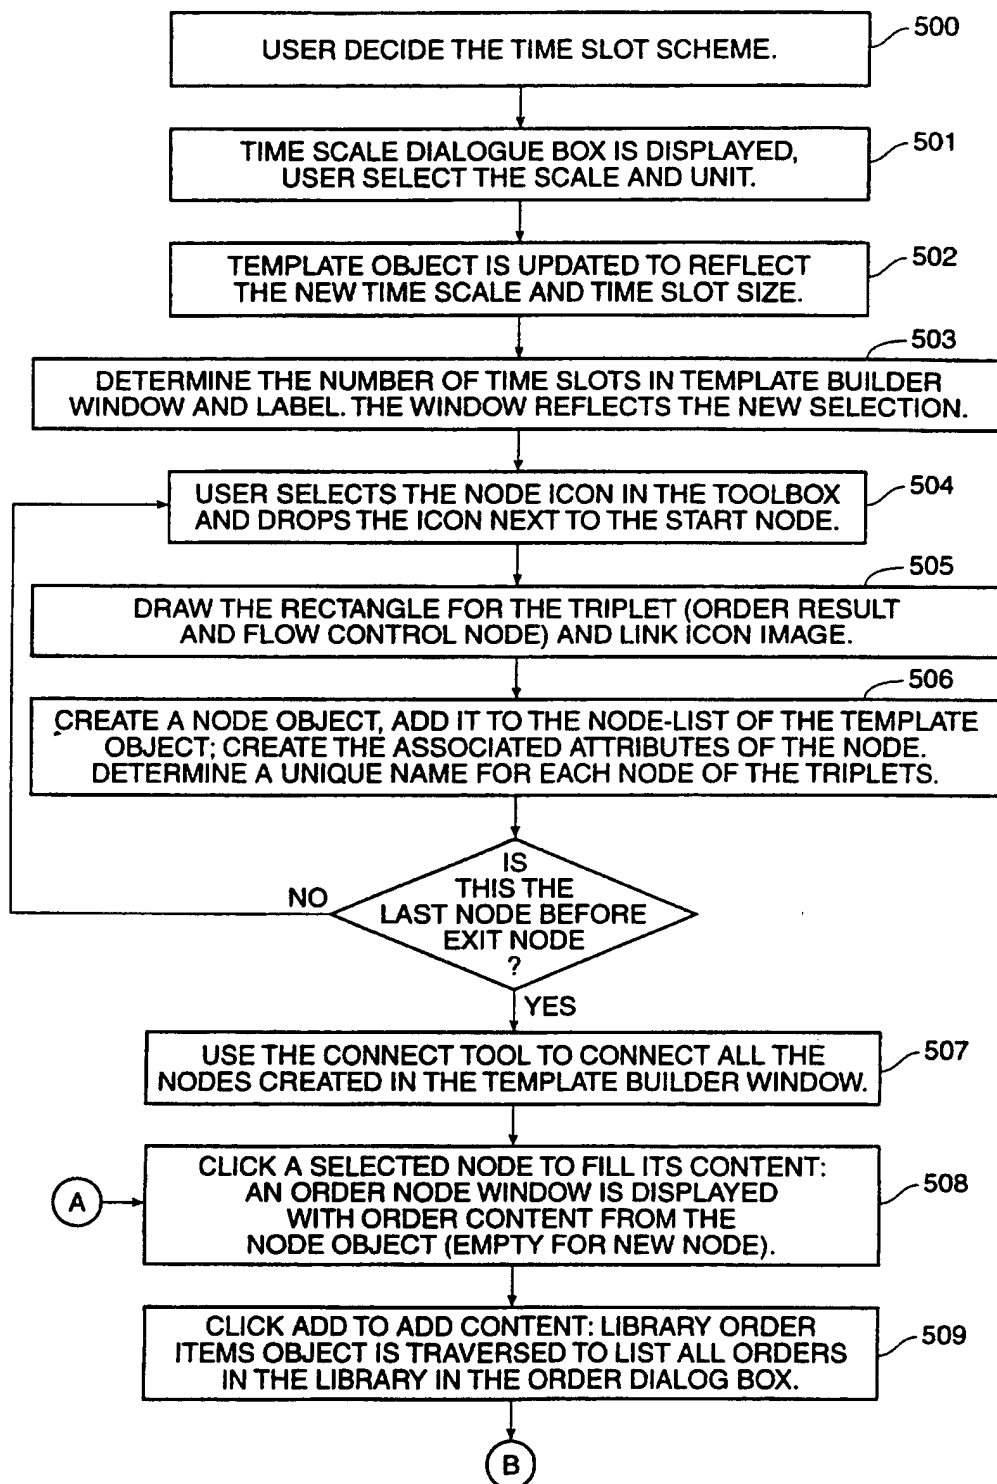 USER DECIDE THE TIME SLOT SCHEME.
500
TIME SCALE DIALOGUE BOX IS DISPLAYED,
USER SELECT THE SCALE AND UNIT.
501
TEMPLATE OBJECT IS UPDATED TO REFLECT
THE NEW TIME SCALE AND TIME SLOT SIZE.
502
503
DETERMINE THE NUMBER OF TIME SLOTS IN TEMPLATE BUILDER
WINDOW AND LABEL. THE WINDOW REFLECTS THE NEW SELECTION.
USER SELECTS THE NODE ICON IN THE TOOLBOX
AND DROPS THE ICON NEXT TO THE START NODE.
504
505
DRAW THE RECTANGLE FOR THE TRIPLET (ORDER RESULT
AND FLOW CONTROL NODE) AND LINK ICON IMAGE.
506
CREATE A NODE OBJECT, ADD IT TO THE NODE-LIST OF THE TEMPLATE
OBJECT; CREATE THE ASSOCIATED ATTRIBUTES OF THE NODE.
DETERMINE A UNIQUE NAME FOR EACH NODE OF THE TRIPLETS.
IS
THIS THE
LAST NODE BEFORE
EXIT NODE
?
NO
YES
USE THE CONNECT TOOL TO CONNECT ALL THE
NODES CREATED IN THE TEMPLATE BUILDER WINDOW.
507
A
CLICK A SELECTED NODE TO FILL ITS CONTENT:
AN ORDER NODE WINDOW IS DISPLAYED
WITH ORDER CONTENT FROM THE
NODE OBJECT (EMPTY FOR NEW NODE).
508
CLICK ADD TO ADD CONTENT: LIBRARY ORDER
ITEMS OBJECT IS TRAVERSED TO LIST ALL ORDERS
IN THE LIBRARY IN THE ORDER DIALOG BOX.
509
B